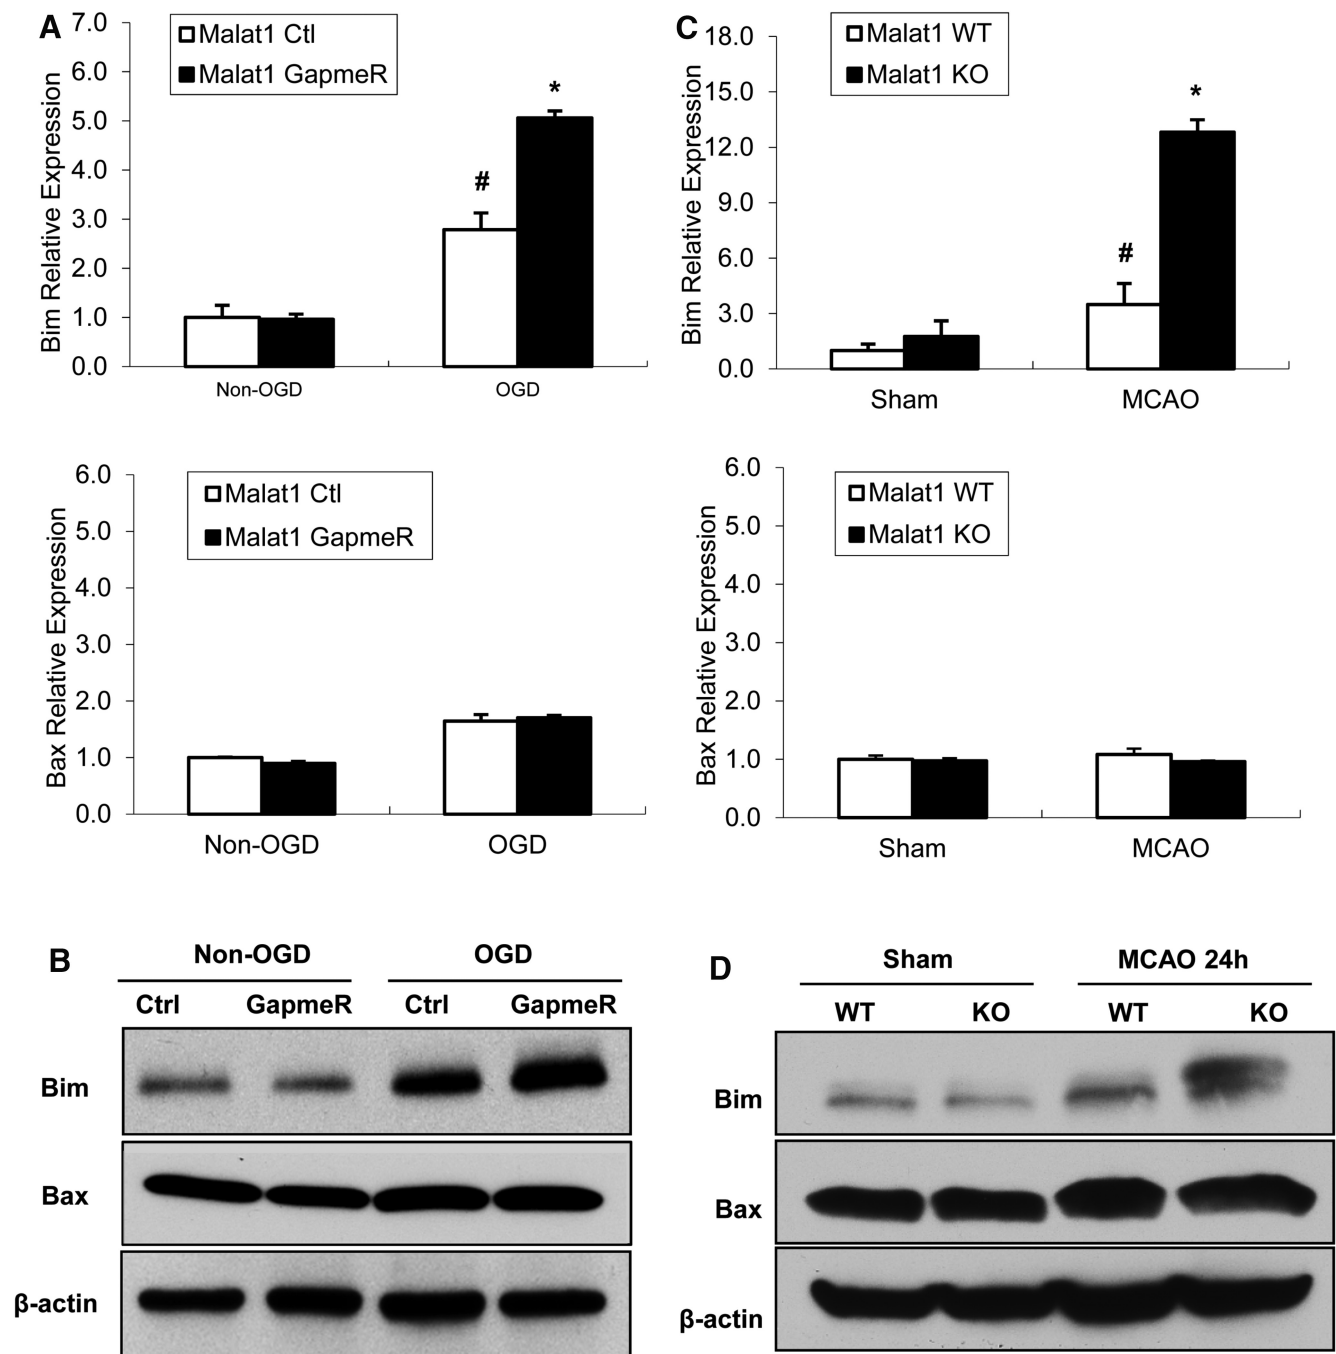 A
Bim Relative Expression
7.0
6.0
5.0
4.0
3.0
2.0
1.0
0.0
Malat1 Ctl
Malat1 GapmeR
#
*
Non-OGD
OGD
C
Bim Relative Expression
18.0
15.0
12.0
9.0
6.0
3.0
0.0
Malat1 WT
Malat1 KO
#
*
Sham
MCAO
Bax Relative Expression
6.0
5.0
4.0
3.0
2.0
1.0
0.0
Malat1 Ctl
Malat1 GapmeR
Non-OGD
OGD
Bax Relative Expression
6.0
5.0
4.0
3.0
2.0
1.0
0.0
Malat1 WT
Malat1 KO
Sham
MCAO
B
Non-OGD OGD
Ctrl GapmeR Ctrl GapmeR
Bim
Bax
β-actin
D
Sham MCAO 24h
WT KO WT KO
Bim
Bax
β-actin